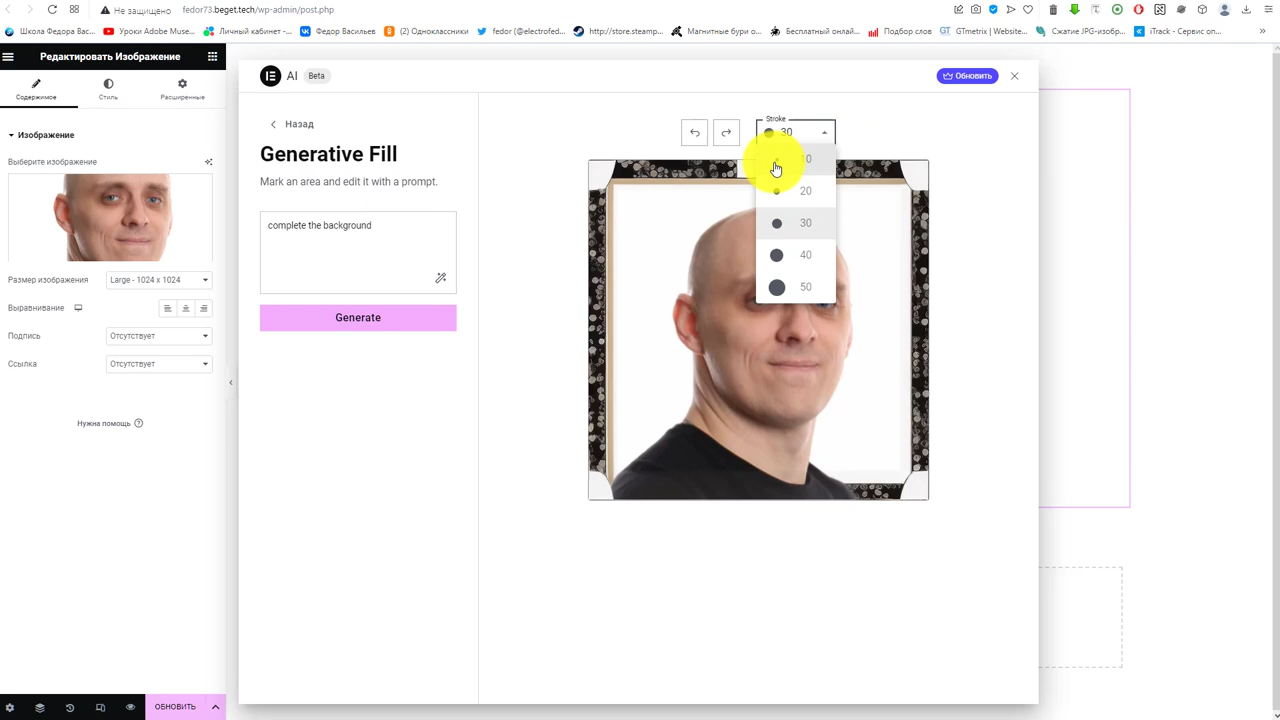 Не защищено
fedor73.beget.tech/wp-admin/post.php
Школа Федора Вас...
Уроки Adobe Muse...
Личный кабинет -...
Федор Васильев
(2) Одноклассники
fedor (@electrofed...
http://store.steamp...
Магнитные бури о...
Бесплатный онлай...
Подбор слов
GTmetrix | Website...
Сжатие JPG-изобр...
iTrack - Сервис оп...
Редактировать Изображение
Содержимое
Стиль
Расширенные
Изображение
Выберите изображение
Размер изображения
Large - 1024 x 1024
Выравнивание
Подпись
Отсутствует
Ссылка
Отсутствует
Нужна помощь
ОБНОВИТЬ
AI
Beta
Обновить
Назад
Generative Fill
Mark an area and edit it with a prompt.
complete the background
Generate
Stroke
30
10
20
30
40
50